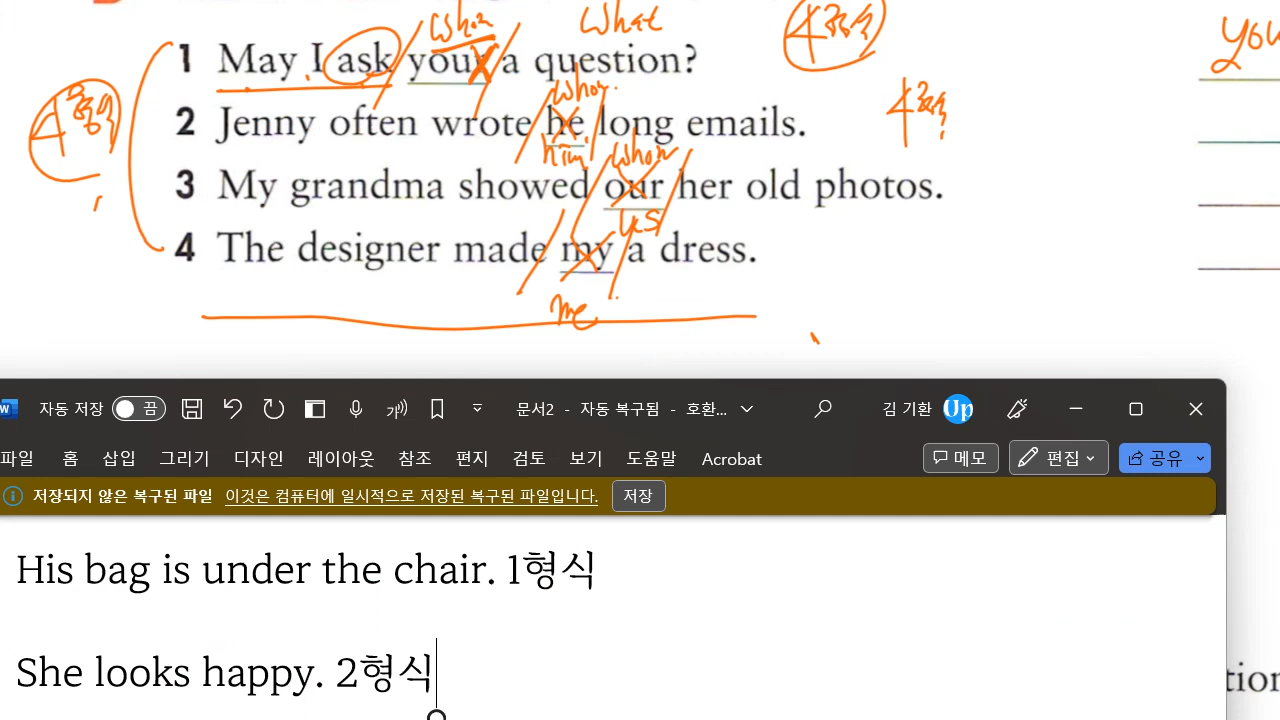 whom what 4형식
1 May I ask your a question?
you
whom
4형식 2 Jenny often wrote he long emails. 4형식
him whom
3 My grandma showed our her old photos.
us
4 The designer made my a dress.
me
자동 저장 끔 가 문서2 - 자동 복구됨 - 호환... 김 기환 Up
파일 홈 삽입 그리기 디자인 레이아웃 참조 편지 검토 보기 도움말 Acrobat 메모 편집 공유
저장되지 않은 복구된 파일 이것은 컴퓨터에 일시적으로 저장된 복구된 파일입니다. 저장
His bag is under the chair. 1형식
She looks happy. 2형식
tion